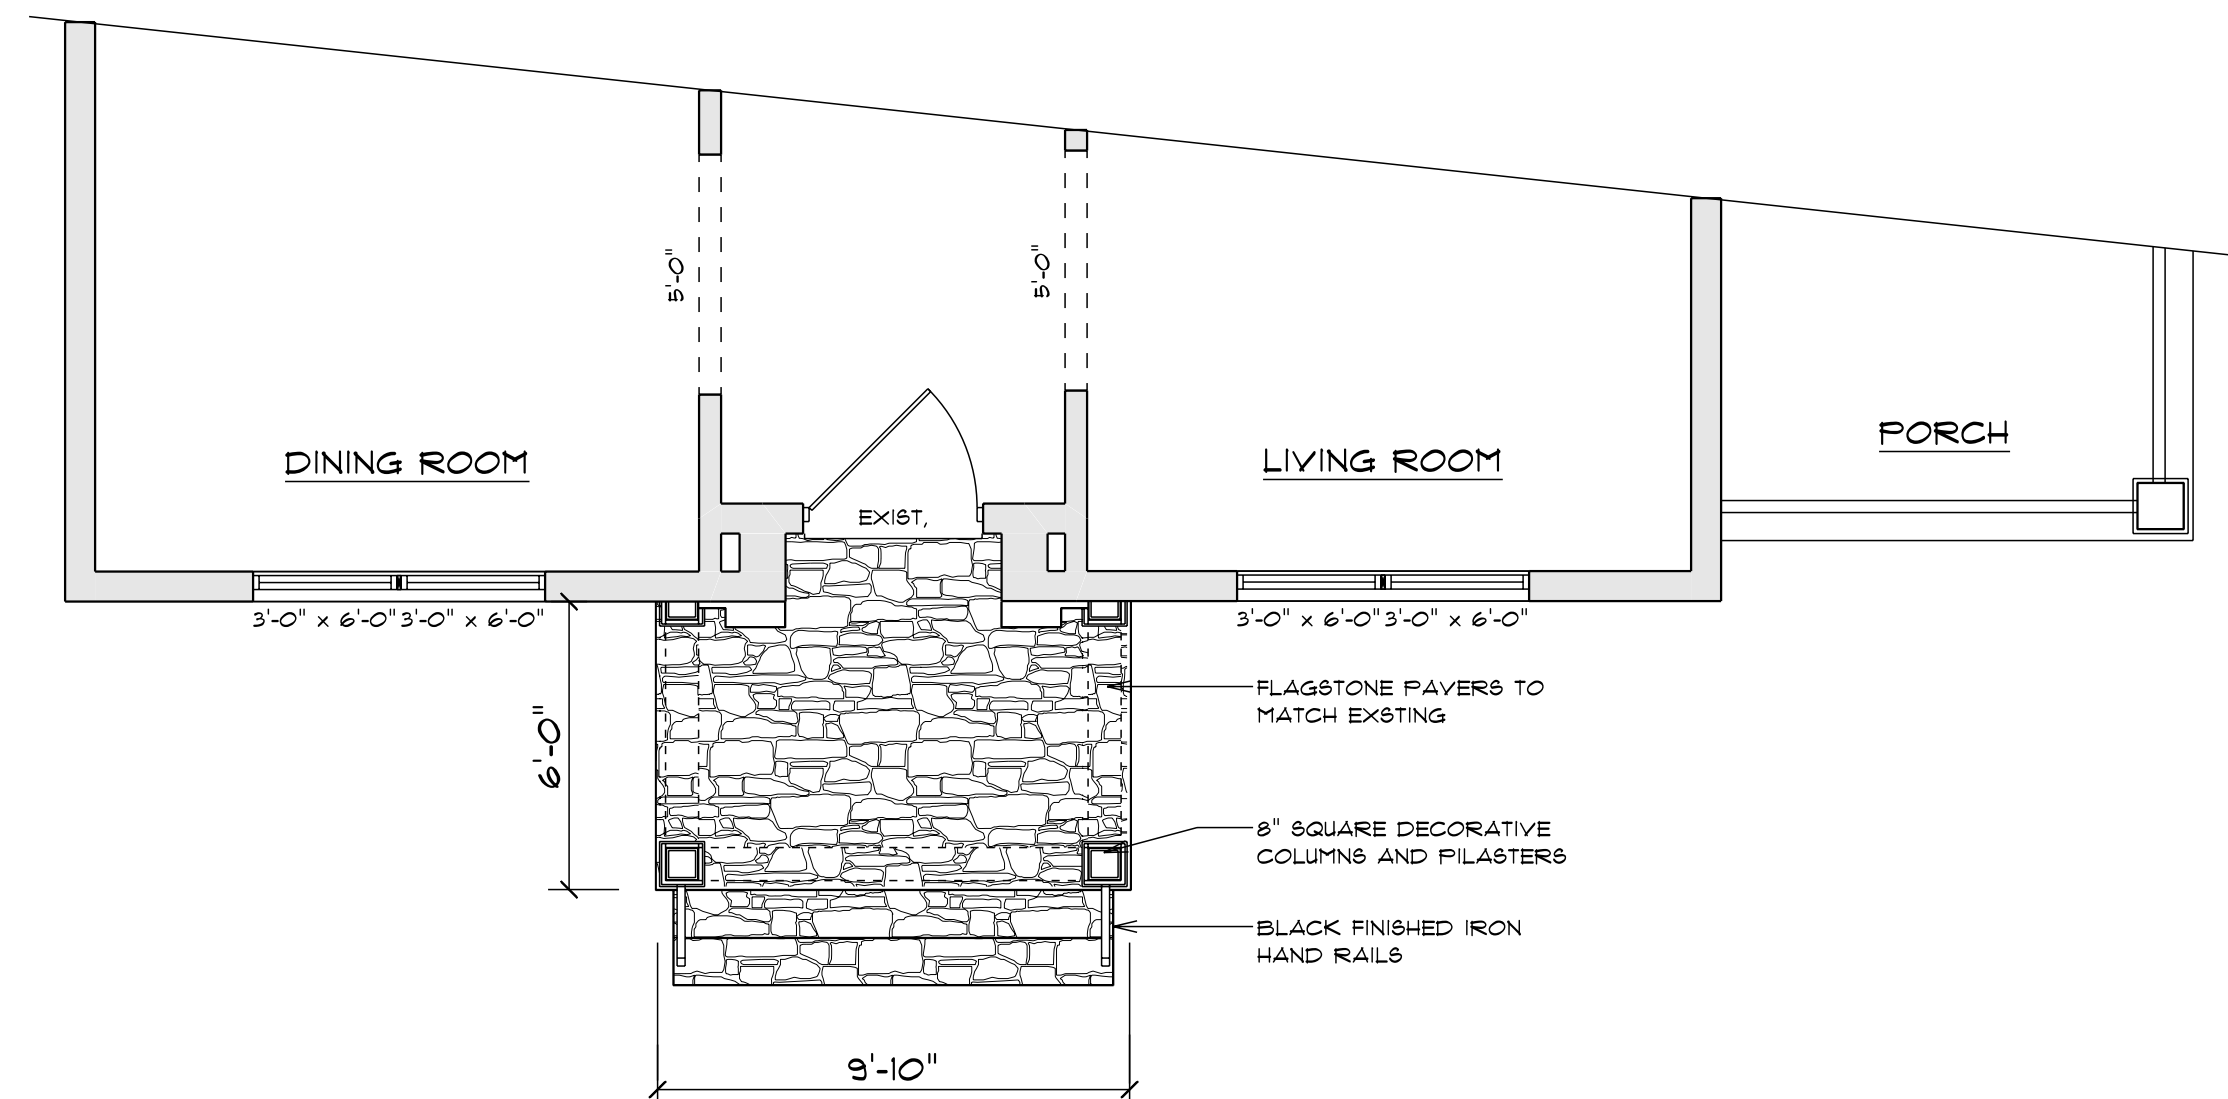 5'-0"
5'-0"
PORCH
DINING ROOM
LIVING ROOM
EXIST,
3'-0" x 6'-0" 3'-0" x 6'-0"
3'-0" x 6'-0" 3'-0" x 6'-0"
FLAGSTONE PAVERS TO
MATCH EXSTING
6'-0"
8" SQUARE DECORATIVE
COLUMNS AND PILASTERS
BLACK FINISHED IRON
HAND RAILS
9'-10"